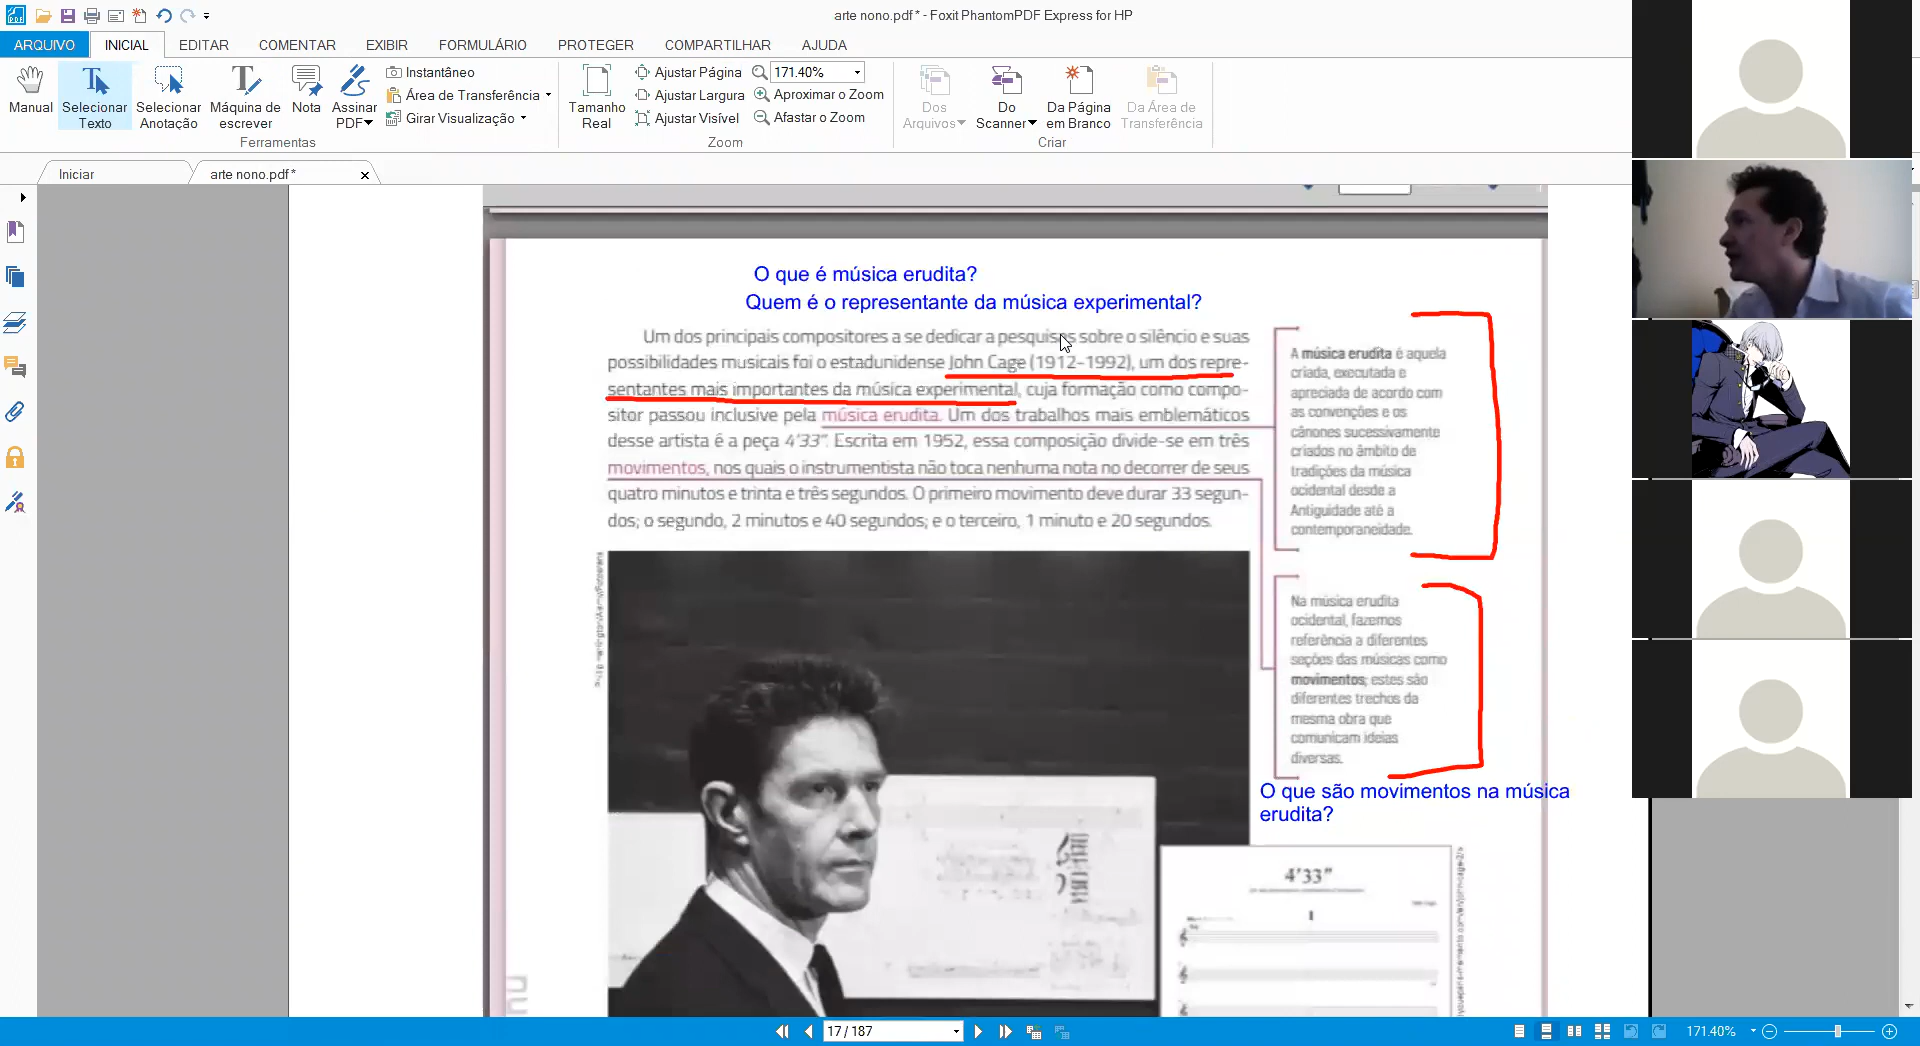 arte nono.pdf * - Foxit PhantomPDF Express for HP
ARQUIVO INICIAL EDITAR COMENTAR EXIBIR FORMULÁRIO PROTEGER COMPARTILHAR AJUDA
Manual
Selecionar Texto
Selecionar Anotação
Máquina de escrever
Nota
Assinar PDF
Instantâneo
Área de Transferência
Girar Visualização
Ferramentas
Tamanho Real
Ajustar Página
Ajustar Largura
Ajustar Visível
171.40%
Aproximar o Zoom
Afastar o Zoom
Zoom
Dos Arquivos
Do Scanner
Da Página em Branco
Da Área de Transferência
Criar
Iniciar
arte nono.pdf *
O que é música erudita?
Quem é o representante da música experimental?
Um dos principais compositores a se dedicar a pesquisas sobre o silêncio e suas
possibilidades musicais foi o estadunidense John Cage (1912-1992), um dos repre-
sentantes mais importantes da música experimental, cuja formação como compo-
sitor passou inclusive pela música erudita. Um dos trabalhos mais emblemáticos
desse artista é a peça 4'33". Escrita em 1952, essa composição divide-se em três
movimentos, nos quais o instrumentista não toca nenhuma nota no decorrer de seus
quatro minutos e trinta e três segundos. O primeiro movimento deve durar 33 segun-
dos; o segundo, 2 minutos e 40 segundos; e o terceiro, 1 minuto e 20 segundos.
A música erudita é aquela
criada, executada e
apreciada de acordo com
as convenções e os
cânones sucessivamente
criados no âmbito de
tradições da música
ocidental desde a
Antiguidade até a
contemporaneidade.
Na música erudita
ocidental, fazemos
referência a diferentes
seções das músicas como
movimentos; estes são
diferentes trechos da
mesma obra que
comunicam ideias
diversas.
O que são movimentos na música
erudita?
4'33"
I
17 / 187
171.40%